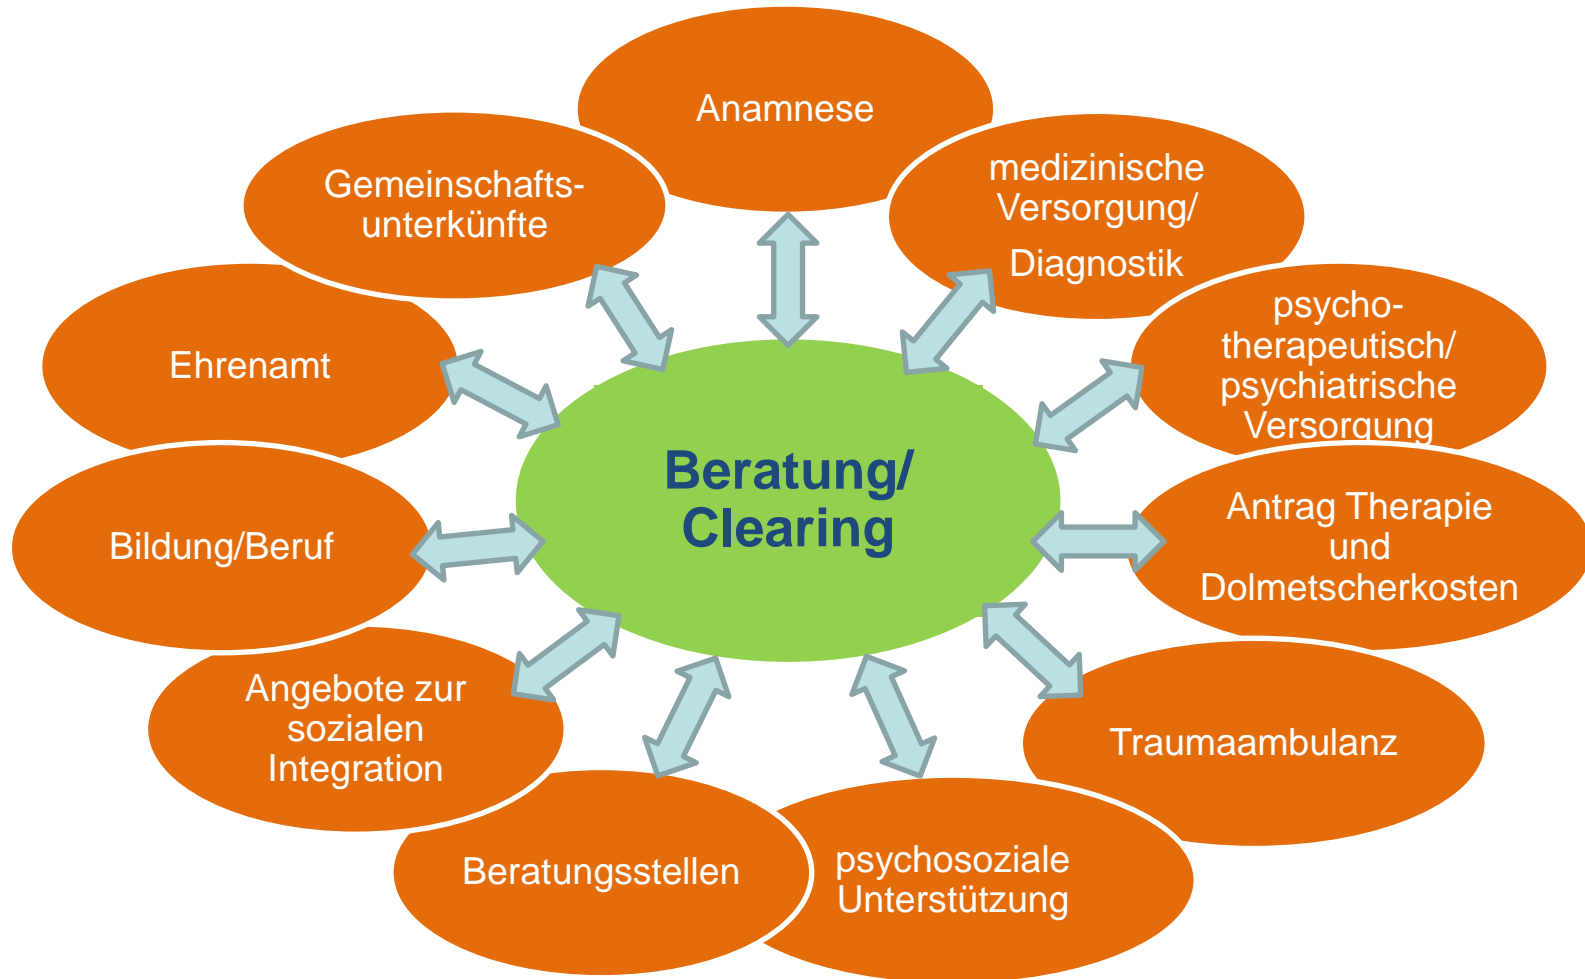 Anamnese
medizinische
Versorgung/
Diagnostik
psycho-
therapeutisch/
psychiatrische
Versorgung
Antrag Therapie
und
Dolmetscherkosten
Traumaambulanz
psychosoziale
Unterstützung
Beratungsstellen
Angebote zur
sozialen
Integration
Bildung/Beruf
Ehrenamt
Gemeinschafts-
unterkünfte
Beratung/
Clearing